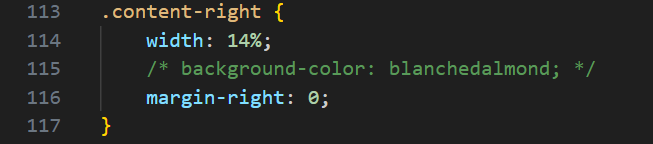 113 .content-right {
114 width: 14%;
115 /* background-color: blanchedalmond; */
116 margin-right: 0;
117 }